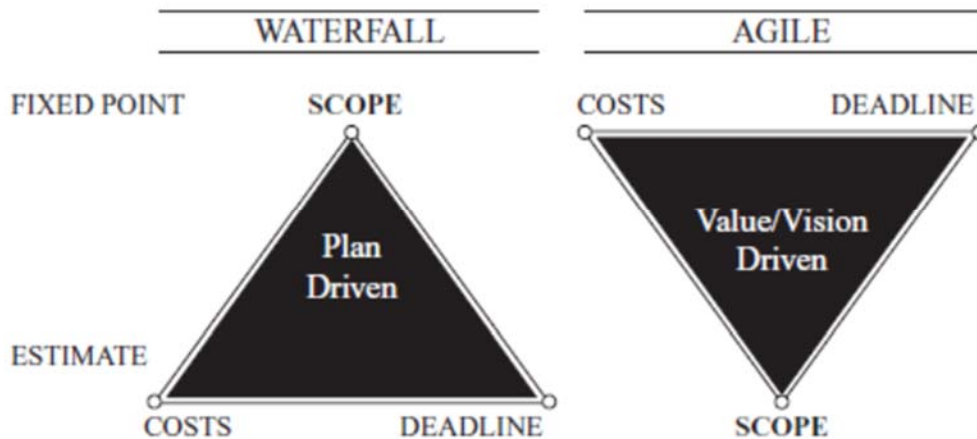 WATERFALL AGILE
FIXED POINT SCOPE COSTS DEADLINE
Plan
Driven
Value/Vision
Driven
ESTIMATE
COSTS DEADLINE SCOPE